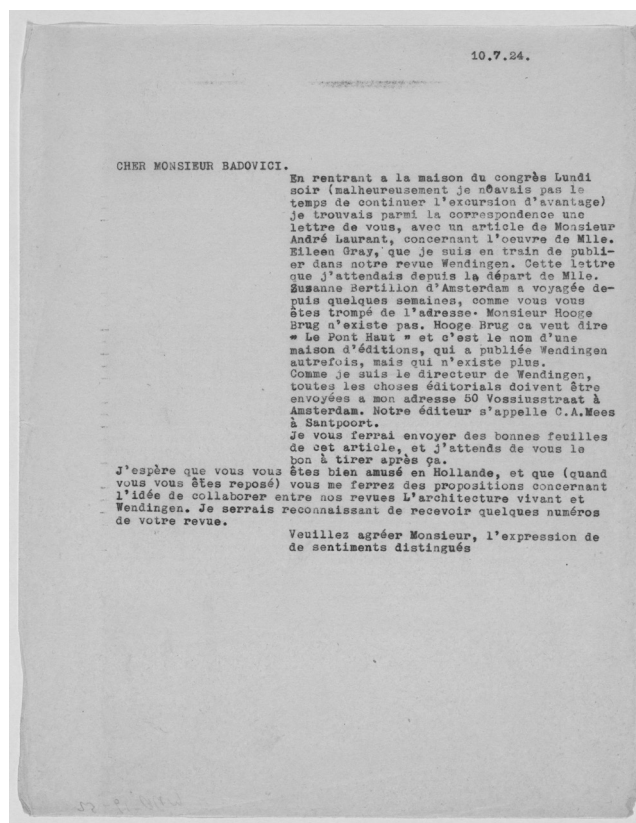 10.7.24.
CHER MONSIEUR BADOVICI.
En rentrant a la maison du congrès Lundi
soir (malheureusement je n0avais pas le
temps de continuer l'excursion d'avantage)
je trouvais parmi la correspondence une
lettre de vous, avec un article de Monsieur
André Laurant, concernant l'oeuvre de Mlle.
Eileen Gray, que je suis en train de publi-
er dans notre revue Wendingen. Cette lettre
que j'attendais depuis la départ de Mlle.
Susanne Bertillon d'Amsterdam a voyagée de-
puis quelques semaines, comme vous vous
êtes trompé de l'adresse. Monsieur Hooge
Brug n'existe pas. Hooge Brug ca veut dire
" Le Pont Haut " et c'est le nom d'une
maison d'éditions, qui a publiée Wendingen
autrefois, mais qui n'existe plus.
Comme je suis le directeur de Wendingen,
toutes les choses éditorials doivent être
envoyées a mon adresse 50 Vossiusstraat à
Amsterdam. Notre éditeur s'appelle C.A.Mees
à Santpoort.
Je vous ferrai envoyer des bonnes feuilles
de cet article, et j'attends de vous le
bon à tirer après ça.
J'espère que vous vous êtes bien amusé en Hollande, et que (quand
vous vous êtes reposé) vous me ferrez des propositions concernant
l'idée de collaborer entre nos revues L'architecture vivant et
Wendingen. Je serrais reconnaissant de recevoir quelques numéros
de votre revue.
Veuillez agréer Monsieur, l'expression de
de sentiments distingués